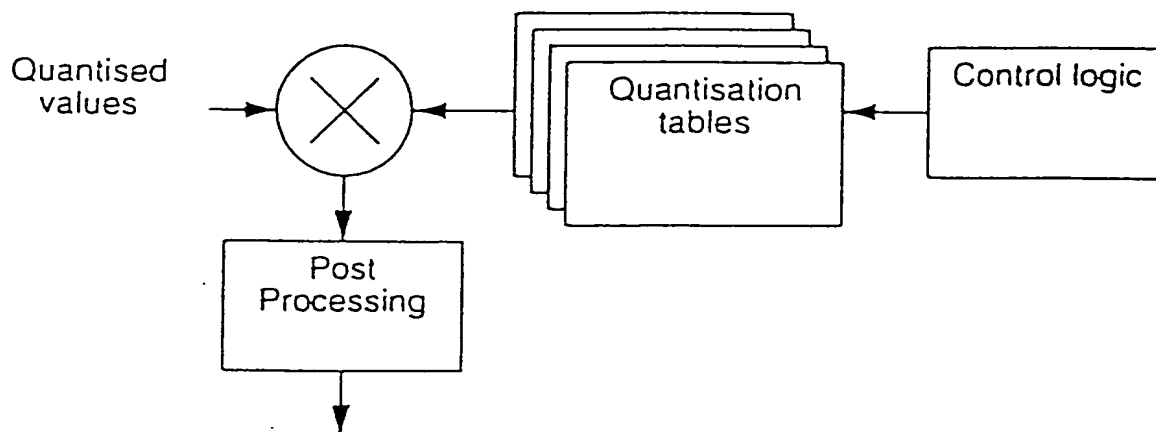 Quantised
values
Quantisation
tables
Control logic
Post
Processing